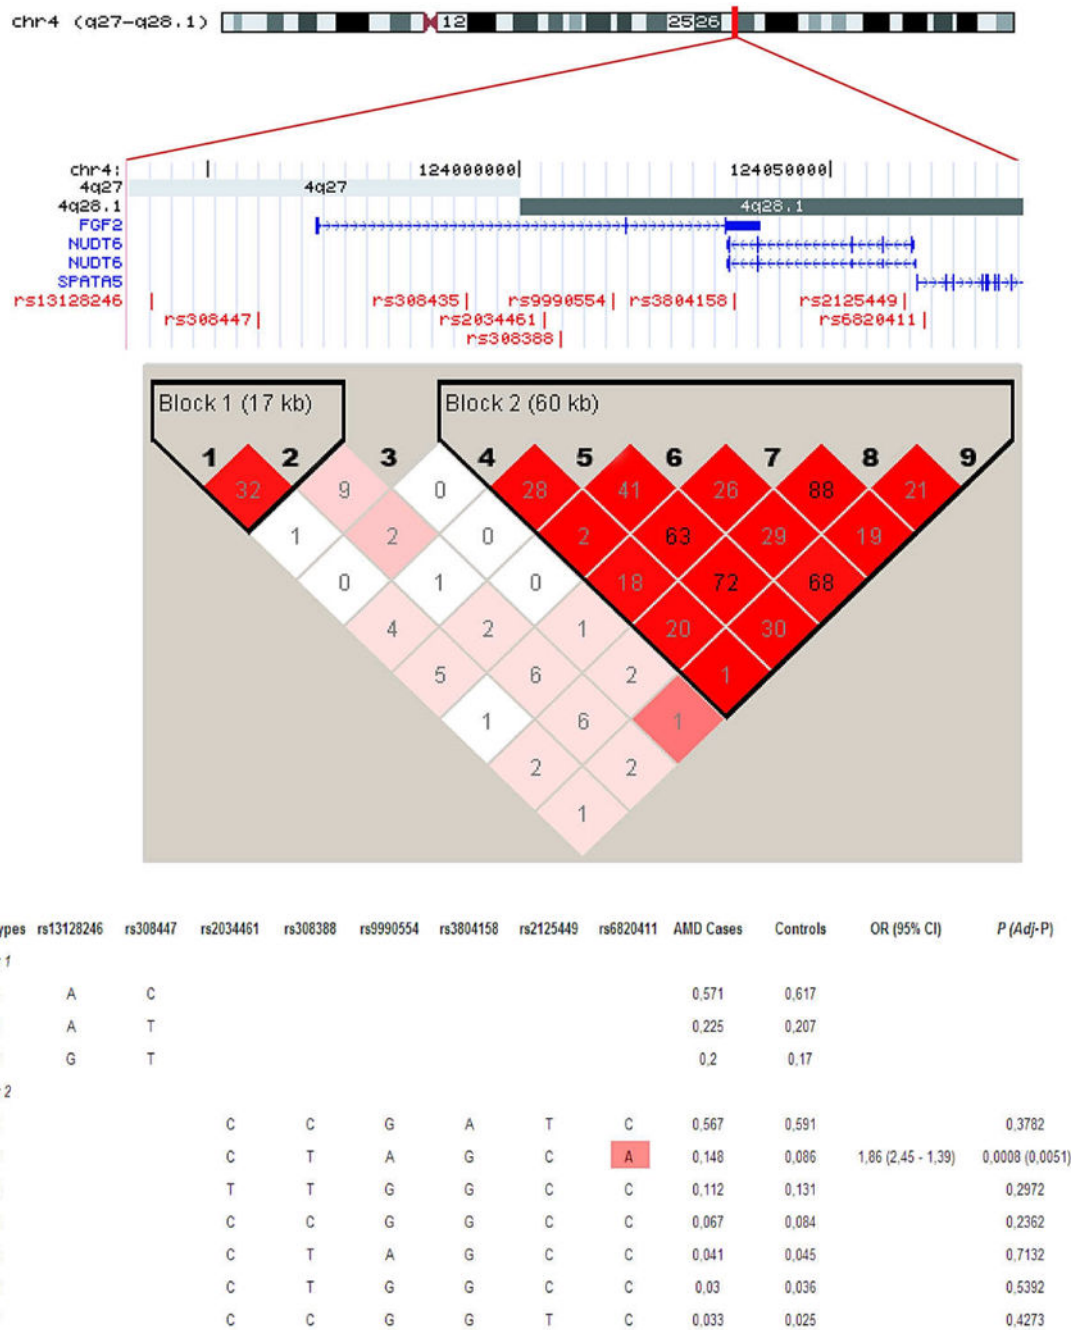 chr4 (q27-q28.1) 12 25 26
chr4: 124000000 124050000
4q27 4q27
4q28.1 4q28.1
FGF2
NUDT6
NUDT6
SPATA5
rs13128246 rs308435 rs9990554 rs3804158 rs2125449
rs308447 rs2034461 rs6820411
rs308388
Block 1 (17 kb) Block 2 (60 kb)
1 2 3 4 5 6 7 8 9
32 9 0 28 41 26 88 21
1 2 0 2 63 29 19
0 1 0 18 72 68
4 2 1 20 30
5 6 2 1
1 6 1
2 2
1
ypes rs13128246 rs308447 rs2034461 rs308388 rs9990554 rs3804158 rs2125449 rs6820411 AMD Cases Controls OR (95% CI) P (Adj-P)
1
A C 0,571 0,617
A T 0,225 0,207
G T 0,2 0,17
2
C C G A T C 0,567 0,591 0,3782
C T A G C A 0,148 0,086 1,86 (2,45 - 1,39) 0,0008 (0,0051)
T T G G C C 0,112 0,131 0,2972
C C G G C C 0,067 0,084 0,2362
C T A G C C 0,041 0,045 0,7132
C T G G C C 0,03 0,036 0,5392
C C G G T C 0,033 0,025 0,4273